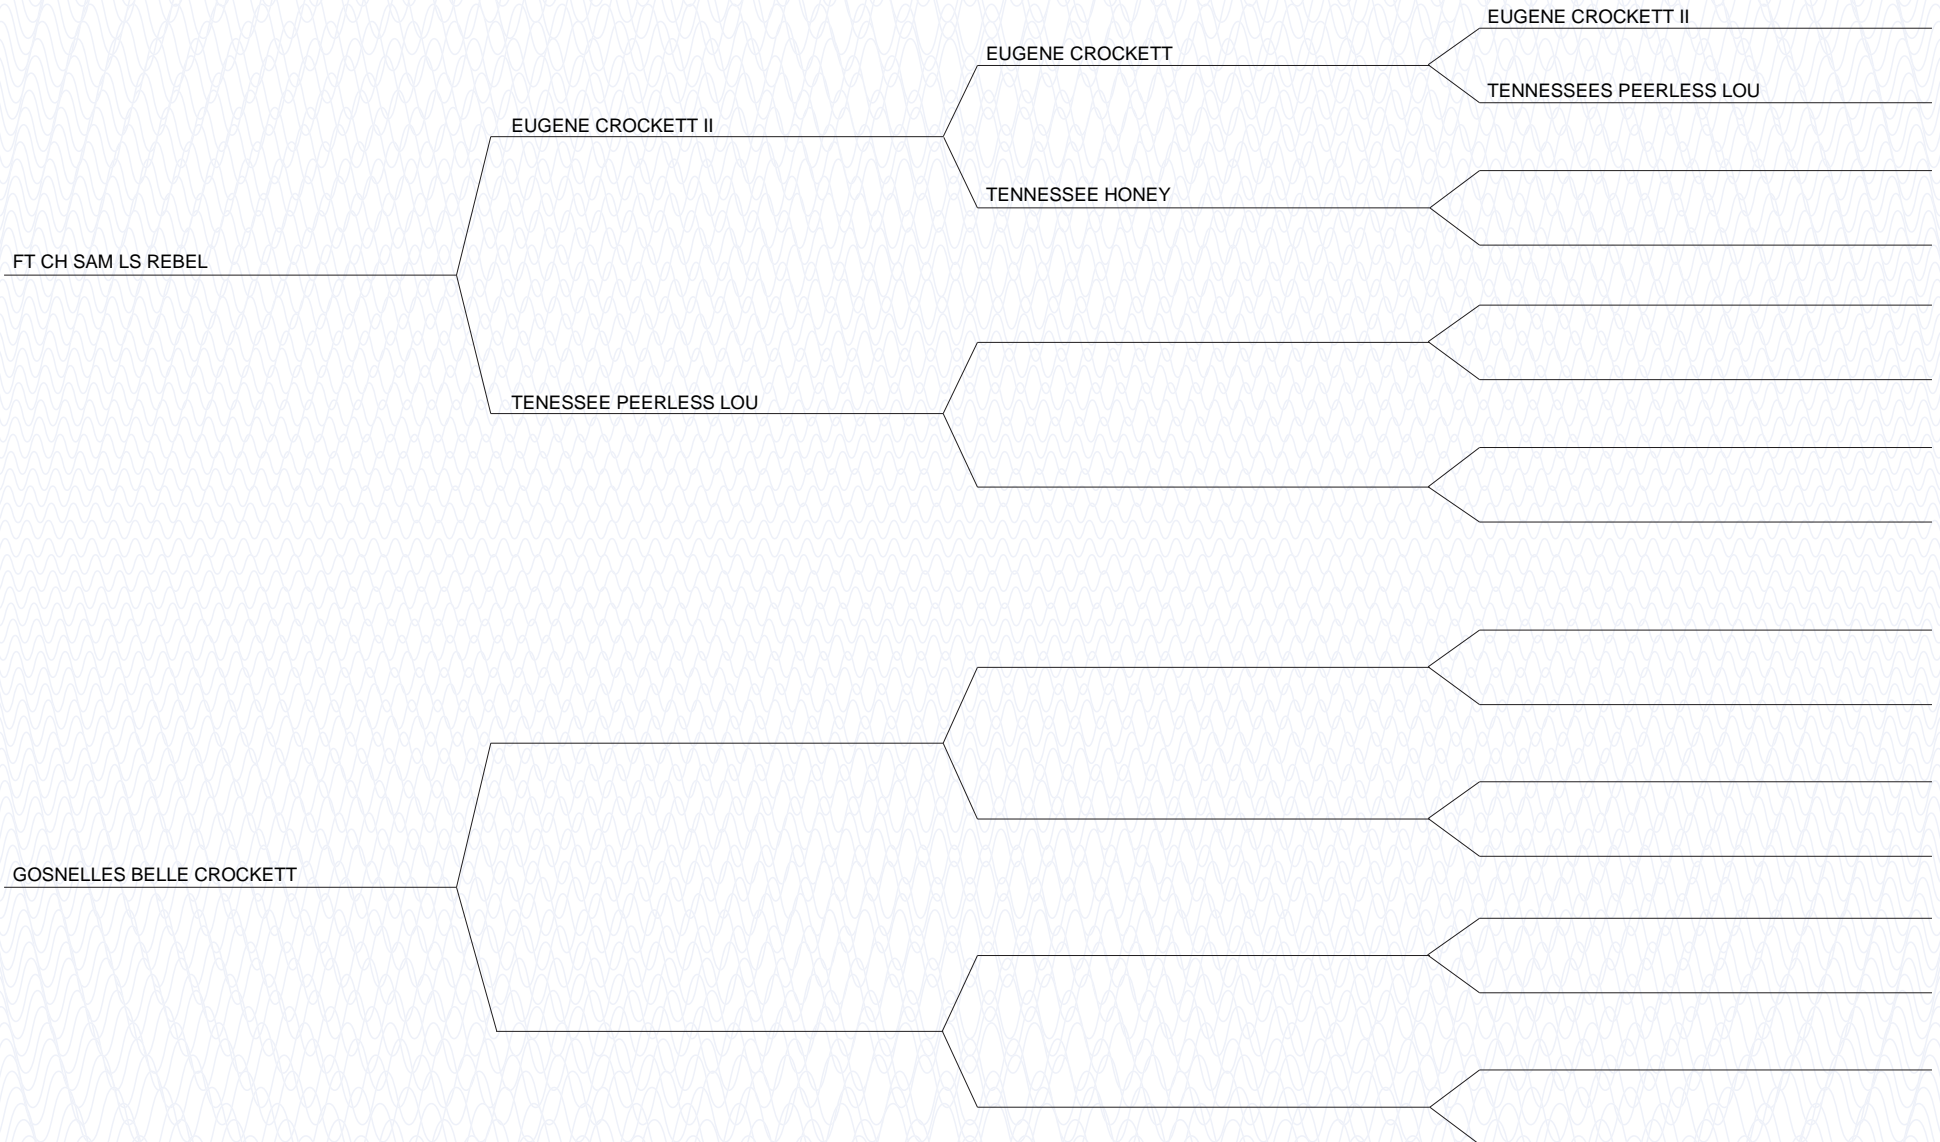 EUGENE CROCKETT II
EUGENE CROCKETT
TENNESSEES PEERLESS LOU
EUGENE CROCKETT II
TENNESSEE HONEY
FT CH SAM LS REBEL
TENESSEE PEERLESS LOU
GOSNELLES BELLE CROCKETT